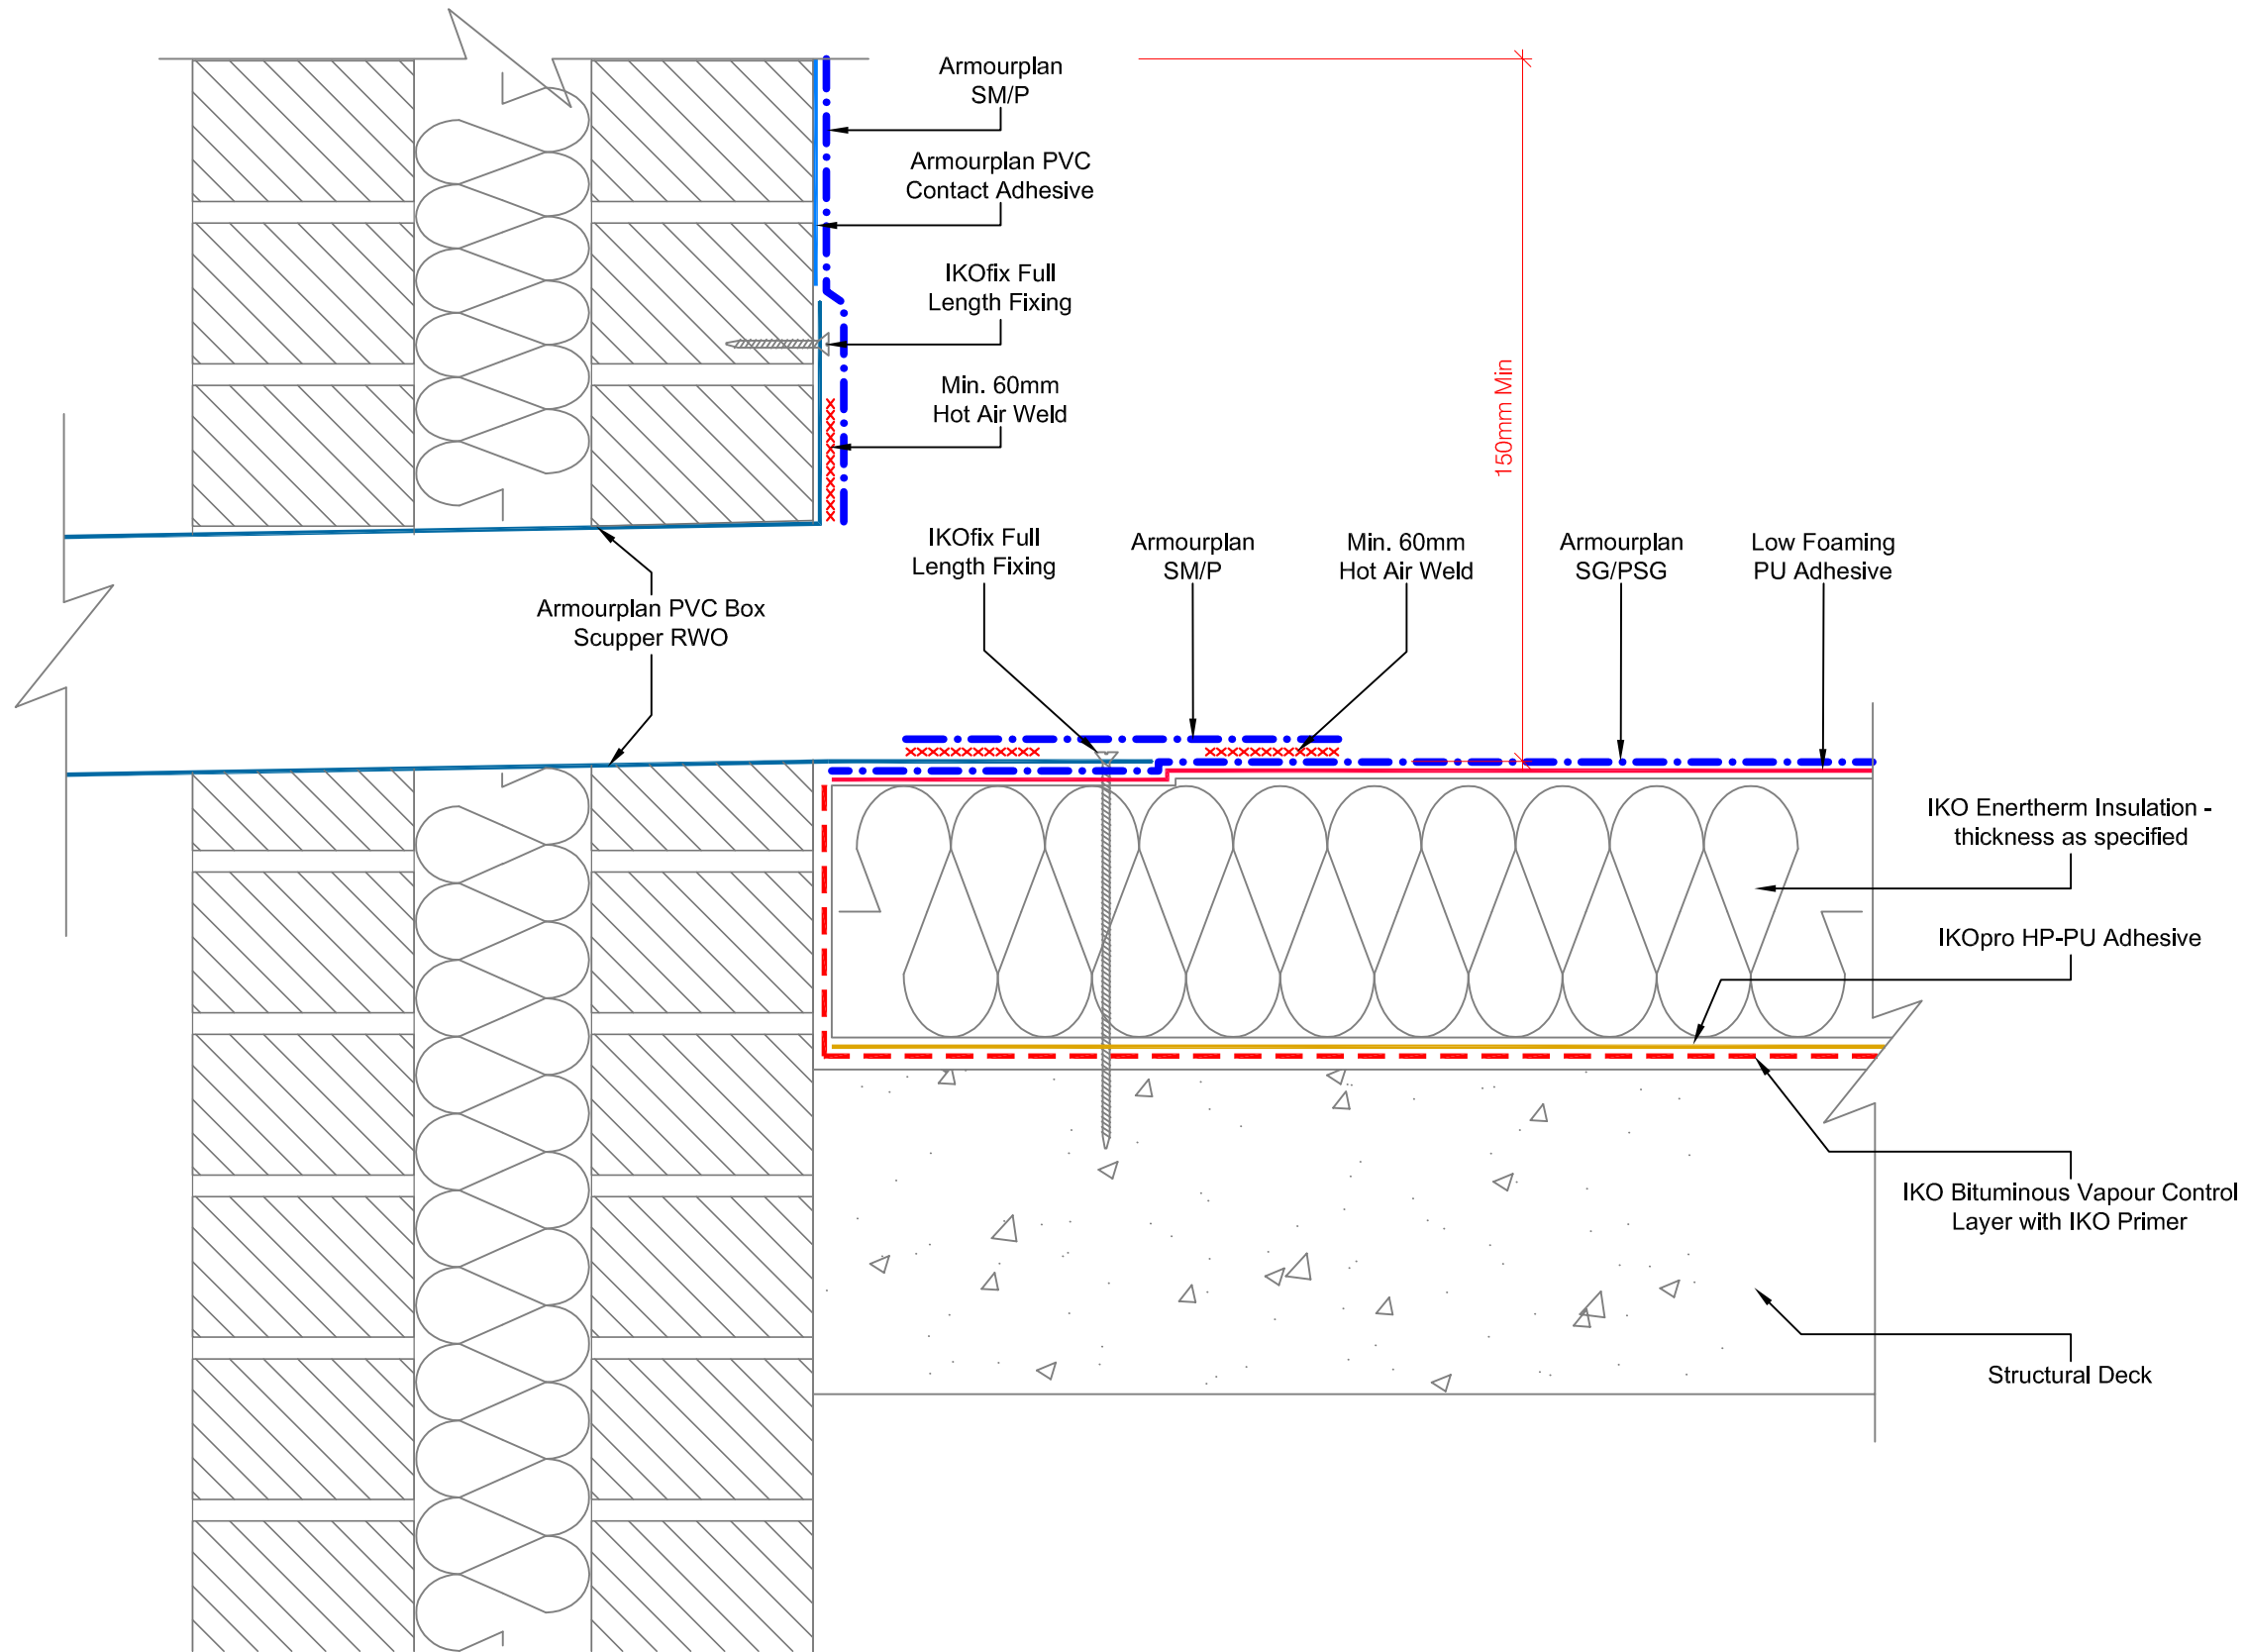 Armourplan
SM/P
Armourplan PVC
Contact Adhesive
IKOfix Full
Length Fixing
Min. 60mm
Hot Air Weld
150mm Min
IKOfix Full
Length Fixing
Armourplan
SM/P
Min. 60mm
Hot Air Weld
Armourplan
SG/PSG
Low Foaming
PU Adhesive
Armourplan PVC Box
Scupper RWO
IKO Enertherm Insulation -
thickness as specified
IKOpro HP-PU Adhesive
IKO Bituminous Vapour Control
Layer with IKO Primer
Structural Deck